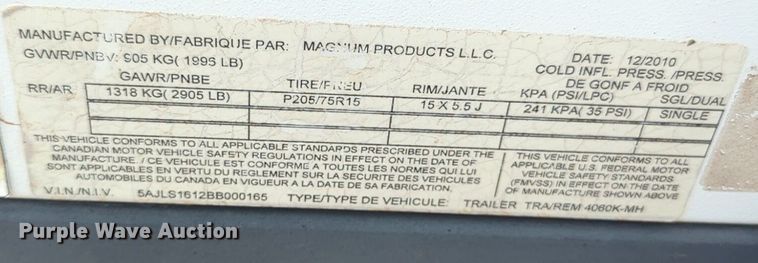 MANUFACTURED BY/FABRIQUE PAR: MAGNUM PRODUCTS L.L.C.
GVWR/PNBV: 905 KG( 1995 LB)
DATE: 12/2010
COLD INFL. PRESS. /PRESS.
DE GONF A FROID
GAWR/PNBE TIRE/PNEU RIM/JANTE KPA (PSI/LPC) SGL/DUAL
RR/AR 1318 KG( 2905 LB) P205/75R15 15 X 5.5 J 241 KPA( 35 PSI) SINGLE
THIS VEHICLE CONFORMS TO ALL APPLICABLE STANDARDS PRESCRIBED UNDER THE
CANADIAN MOTOR VEHICLE SAFETY REGULATIONS IN EFFECT ON THE DATE OF
MANUFACTURE. / CE VEHICULE EST CONFORME A TOUTES LES NORMES QUI LUI
SONT APPLICABLES EN VERTU DU REGLEMENT SUR LA SECURITE DES VEHICULES
AUTOMOBILES DU CANADA EN VIGUEUR A LA DATE DE SA FABRICATION.
THIS VEHICLE CONFORMS TO ALL
APPLICABLE U.S. FEDERAL MOTOR
VEHICLE SAFETY STANDARDS
(FMVSS) IN EFFECT ON THE DATE
OF MANUFACTURE SHOWN ABOVE
V.I.N./N.I.V. 5AJLS1612BB000165 TYPE/TYPE DE VEHICULE: TRAILER TRA/REM 4060K-MH
Purple Wave Auction